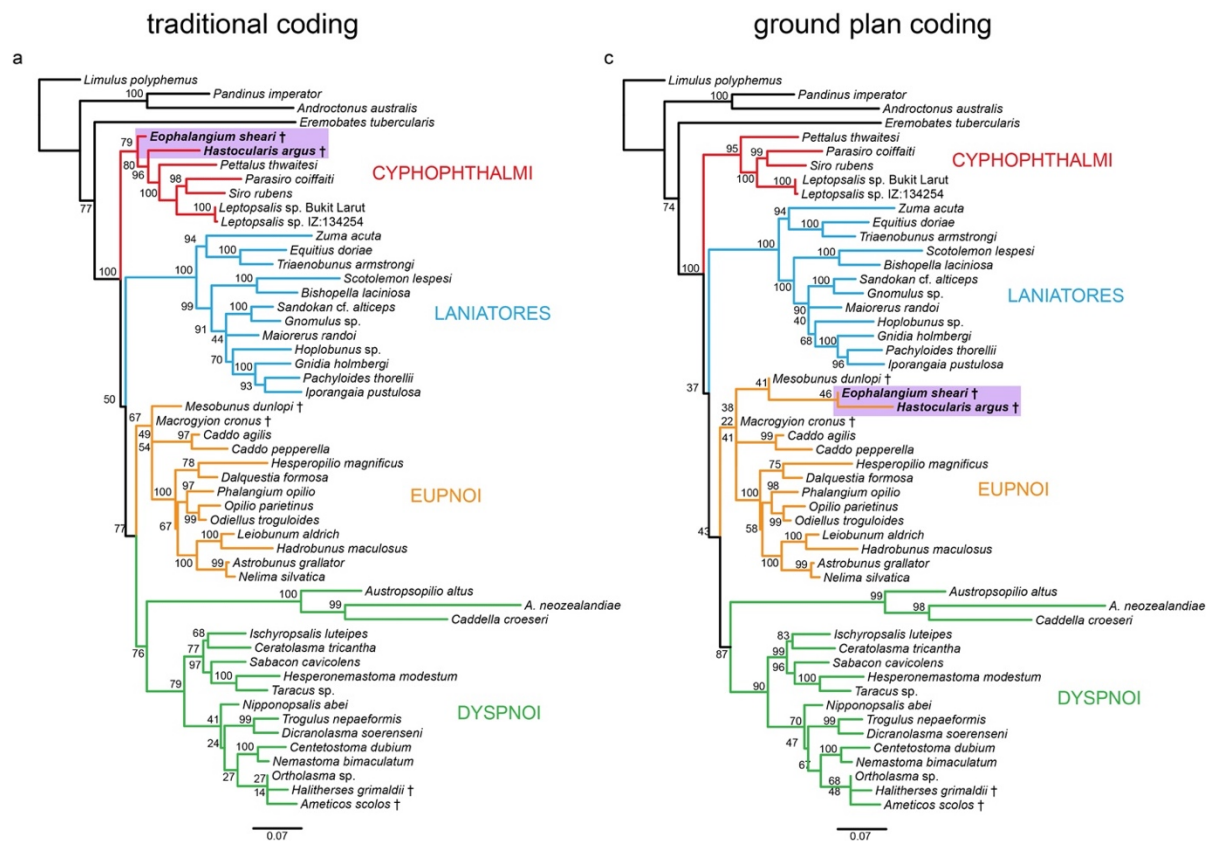 traditional coding
a
Limulus polyphemus
100 Pandinus imperator
Androctonus australis
Eremobates tubercularis
79 Eophalangium sheari †
Hastocularis argus †
80 Pettalus thwaitesi
CYPHOPHTHALMI
96 98 Parasiro coiffaiti
100 Siro rubens
77 100 Leptopsalis sp. Bukit Larut
Leptopsalis sp. IZ:134254
94 Zuma acuta
100 Equitius doriae
100 100 Triaenobunus armstrongi
100 Scotolemon lespesi
Bishopella laciniosa
99 100 Sandokan cf. alticeps
LANIATORES
Gnomulus sp.
91 44 Maiorerus randoi
70 Hoplobunus sp.
100 Gnidia holmbergi
93 Pachyloides thorellii
Iporangaia pustulosa
50
67 Mesobunus dunlopi †
49 Macrogyion cronus †
54 97 Caddo agilis
Caddo pepperella
78 Hesperopilio magnificus
Dalquestia formosa
100 97 Phalangium opilio
EUPNOI
Opilio parietinus
67 99 Odiellus troguloides
77 100 Leiobunum aldrich
Hadrobunus maculosus
100 99 Astrobunus grallator
Nelima silvatica
100 Austropsopilio altus
99 A. neozealandiae
Caddella croeseri
68 Ischyropsalis luteipes
76 77 Ceratolasma tricantha
97 Sabacon cavicolens
79 100 Hesperonemastoma modestum
Taracus sp.
DYSPNOI
41 Nipponopsalis abei
99 Trogulus nepaeformis
24 Dicranolasma soerenseni
100 Centetostoma dubium
27 Nemastoma bimaculatum
27 Ortholasma sp.
14 Halitherses grimaldii †
Ameticos scolos †
0.07
ground plan coding
c
Limulus polyphemus
100 Pandinus imperator
Androctonus australis
Eremobates tubercularis
95 Pettalus thwaitesi
99 Parasiro coiffaiti
CYPHOPHTHALMI
100 Siro rubens
100 Leptopsalis sp. Bukit Larut
Leptopsalis sp. IZ:134254
74 94 Zuma acuta
100 Equitius doriae
100 Triaenobunus armstrongi
100 Scotolemon lespesi
Bishopella laciniosa
100 100 100 Sandokan cf. alticeps
Gnomulus sp.
LANIATORES
90 Maiorerus randoi
40 Hoplobunus sp.
68 100 Gnidia holmbergi
Pachyloides thorellii
96 Iporangaia pustulosa
37 41 Mesobunus dunlopi †
46 Eophalangium sheari †
38 Hastocularis argus †
22 Macrogyion cronus †
41 99 Caddo agilis
Caddo pepperella
75 Hesperopilio magnificus
Dalquestia formosa
100 98 Phalangium opilio
EUPNOI
Opilio parietinus
99 Odiellus troguloides
43 58 100 Leiobunum aldrich
Hadrobunus maculosus
100 99 Astrobunus grallator
Nelima silvatica
99 Austropsopilio altus
98 A. neozealandiae
Caddella croeseri
83 Ischyropsalis luteipes
87 99 Ceratolasma tricantha
96 Sabacon cavicolens
90 100 Hesperonemastoma modestum
Taracus sp.
DYSPNOI
70 Nipponopsalis abei
99 Trogulus nepaeformis
47 Dicranolasma soerenseni
100 Centetostoma dubium
67 Nemastoma bimaculatum
68 Ortholasma sp.
48 Halitherses grimaldii †
Ameticos scolos †
0.07